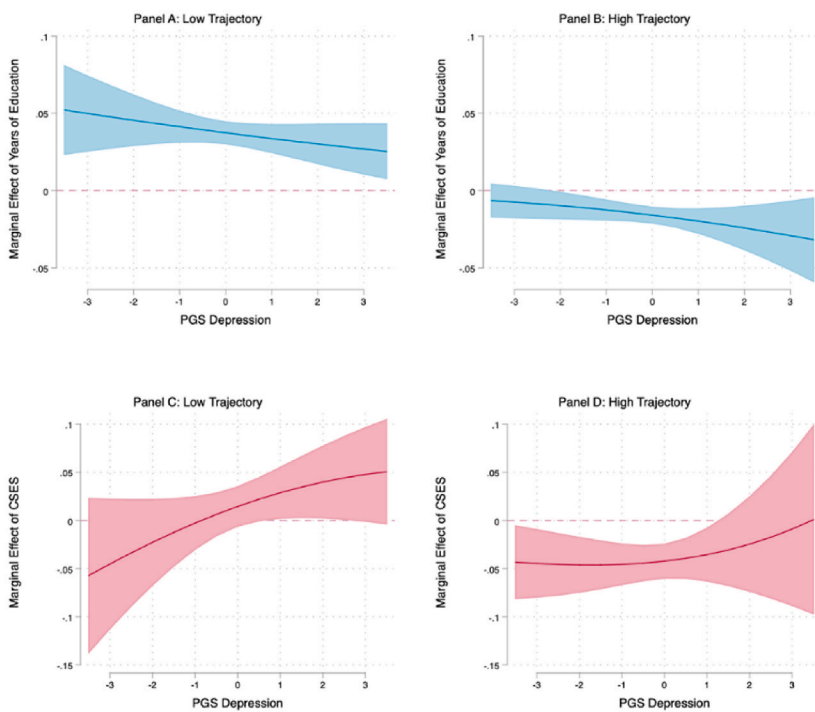 Panel A: Low Trajectory
Marginal Effect of Years of Education
.1
.05
0
-.05
-3 -2 -1 0 1 2 3
PGS Depression
Panel B: High Trajectory
Marginal Effect of Years of Education
.1
.05
0
-.05
-3 -2 -1 0 1 2 3
PGS Depression
Panel C: Low Trajectory
Marginal Effect of CSES
.1
.05
0
-.05
-.1
-.15
-3 -2 -1 0 1 2 3
PGS Depression
Panel D: High Trajectory
Marginal Effect of CSES
.1
.05
0
-.05
-.1
-.15
-3 -2 -1 0 1 2 3
PGS Depression